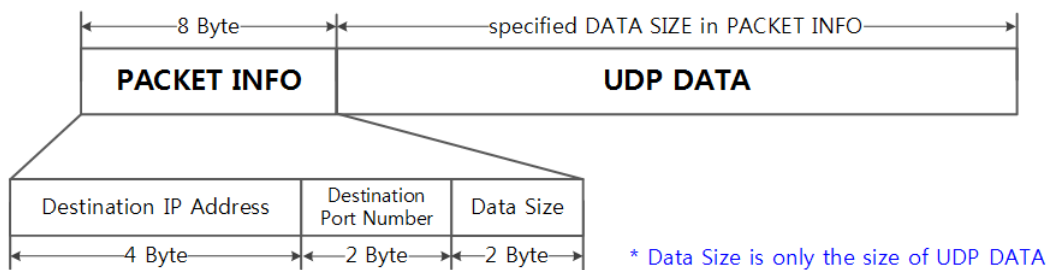 8 Byte
specified DATA SIZE in PACKET INFO
PACKET INFO
UDP DATA
Destination IP Address
Destination
Port Number
Data Size
4 Byte
2 Byte
2 Byte
* Data Size is only the size of UDP DATA